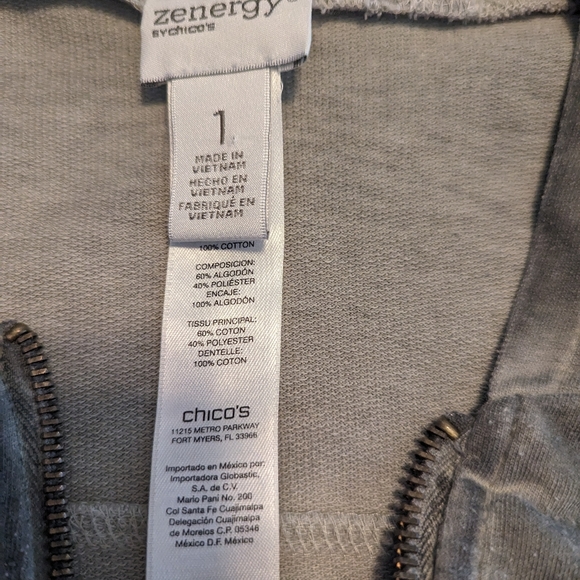 zenergy®
BY chico's
1
MADE IN
VIETNAM
HECHO EN
VIETNAM
FABRIQUÉ EN
VIETNAM
100% COTTON
COMPOSICION:
60% ALGODÓN
40% POLIÉSTER
ENCAJE:
100% ALGODÓN
TISSU PRINCIPAL:
60% COTON
40% POLYESTER
DENTELLE:
100% COTON
chico's
11215 METRO PARKWAY
FORT MYERS, FL 33966
Importado en México por:
Importadora Globastic,
S.A. de C.V.
Mario Pani No. 200
Col Santa Fe Cuajimalpa
Delegación Cuajimalpa
de Morelos C.P. 05348
México D.F. México